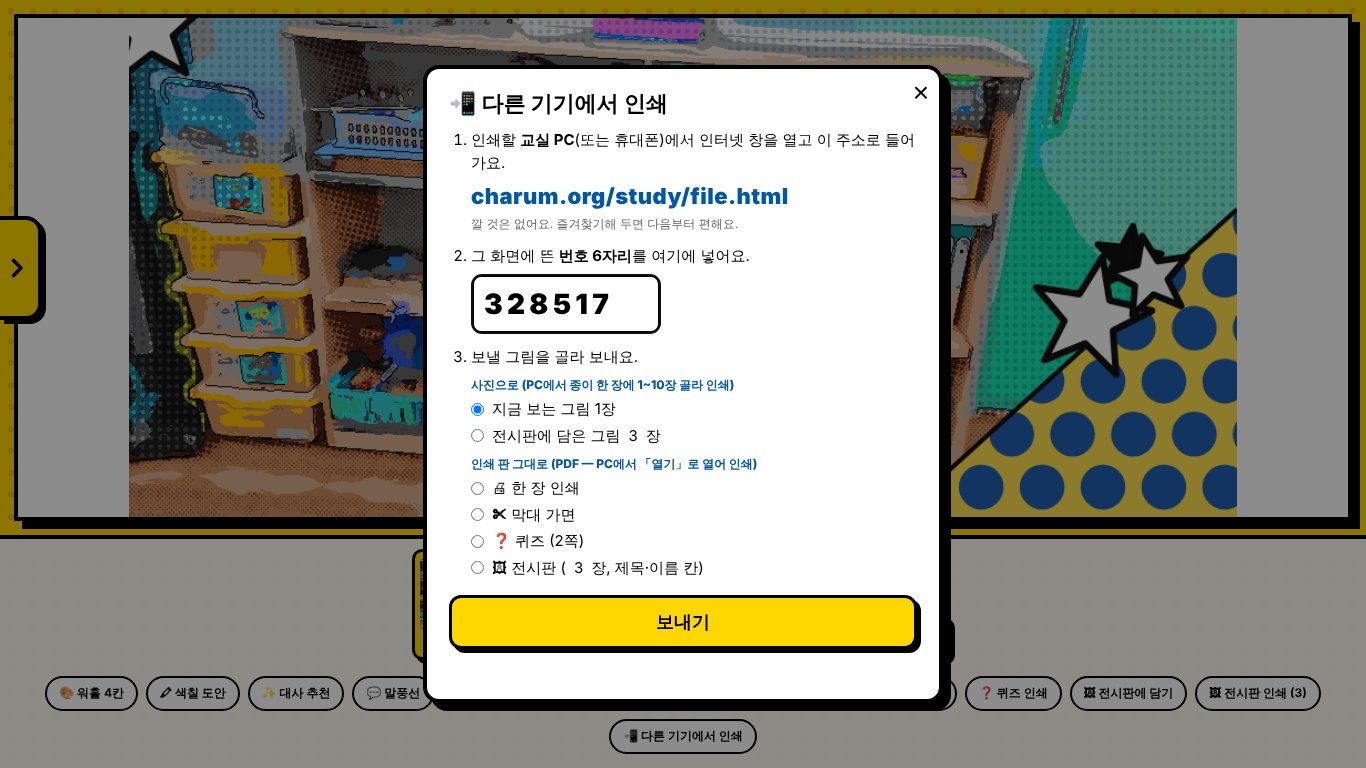 📲 다른 기기에서 인쇄
×
1. 인쇄할 교실 PC(또는 휴대폰)에서 인터넷 창을 열고 이 주소로 들어
가요.
charum.org/study/file.html
깔 것은 없어요. 즐겨찾기해 두면 다음부터 편해요.
2. 그 화면에 뜬 번호 6자리를 여기에 넣어요.
328517
3. 보낼 그림을 골라 보내요.
사진으로 (PC에서 종이 한 장에 1~10장 골라 인쇄)
지금 보는 그림 1장
전시판에 담은 그림 3 장
인쇄 판 그대로 (PDF — PC에서 「열기」로 열어 인쇄)
🖨 한 장 인쇄
✂ 막대 가면
❓ 퀴즈 (2쪽)
🖼 전시판 ( 3 장, 제목·이름 칸)
보내기
🎨 워홀 4칸
🖍 색칠 도안
✨ 대사 추천
💬 말풍선
❓ 퀴즈 인쇄
🖼 전시판에 담기
🖼 전시판 인쇄 (3)
📲 다른 기기에서 인쇄